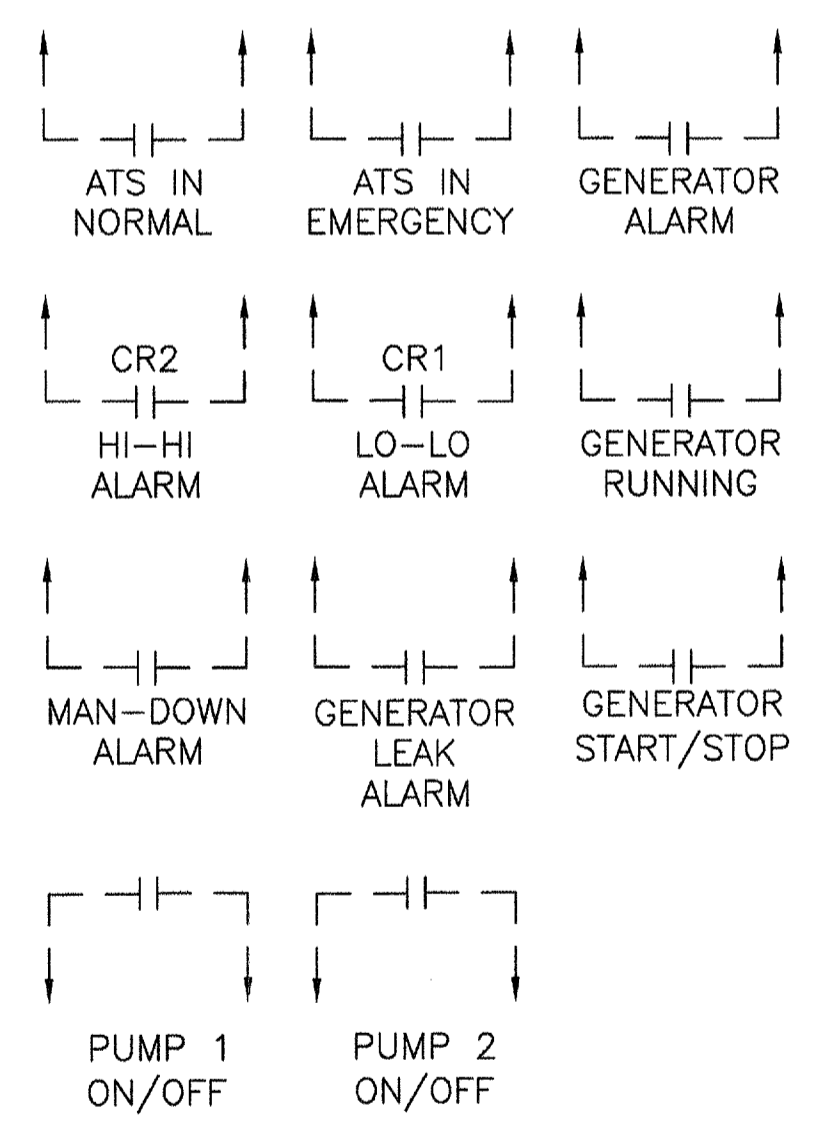 ATS IN
NORMAL
ATS IN
EMERGENCY
GENERATOR
ALARM
CR2
HI-HI
ALARM
CR1
LO-LO
ALARM
GENERATOR
RUNNING
MAN-DOWN
ALARM
GENERATOR
LEAK
ALARM
GENERATOR
START/STOP
PUMP 1
ON/OFF
PUMP 2
ON/OFF